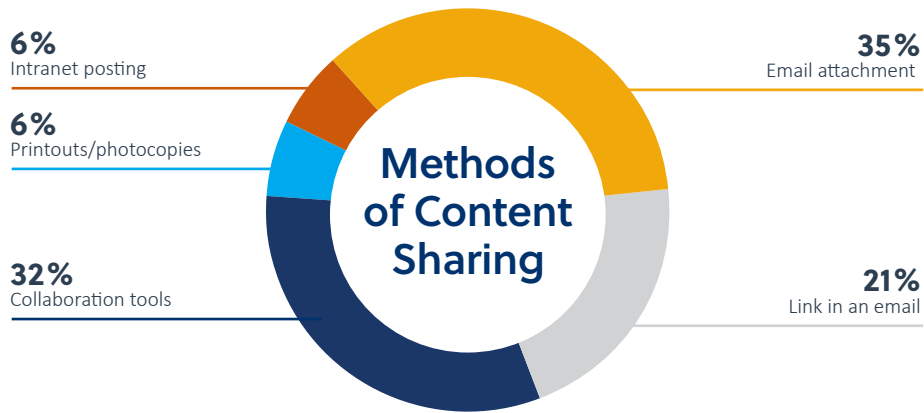 6%
Intranet posting
6%
Printouts/photocopies
32%
Collaboration tools
Methods
of Content
Sharing
35%
Email attachment
21%
Link in an email